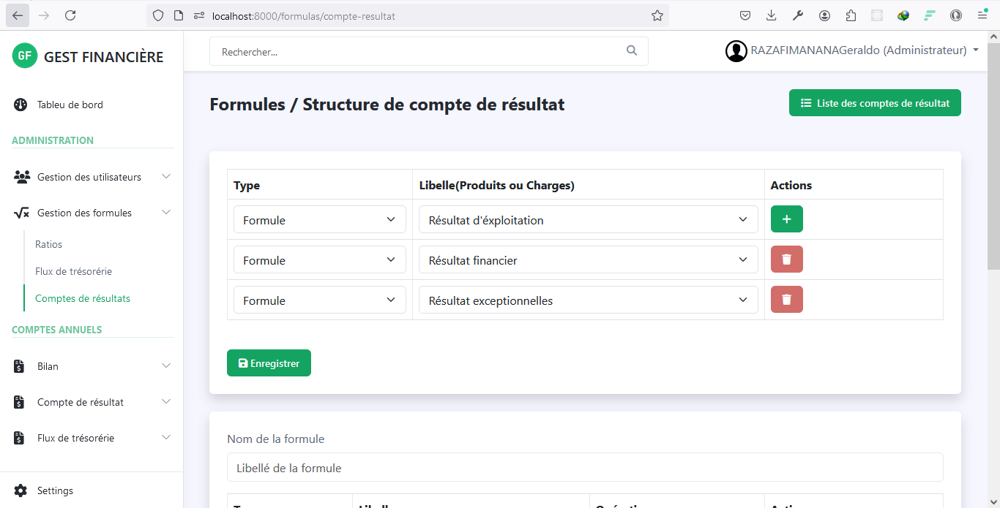 localhost:8000/formulas/compte-resultat
GF GEST FINANCIÈRE
Rechercher...
RAZAFIMANANAGeraldo (Administrateur)
Tableu de bord
ADMINISTRATION
Gestion des utilisateurs
Gestion des formules
Ratios
Flux de trésorérie
Comptes de résultats
COMPTES ANNUELS
Bilan
Compte de résultat
Flux de trésorérie
Settings
Formules / Structure de compte de résultat
Liste des comptes de résultat
Type Libelle(Produits ou Charges) Actions
Formule Résultat d'éxploitation +
Formule Résultat financier
Formule Résultat exceptionnelles
Enregistrer
Nom de la formule
Libellé de la formule